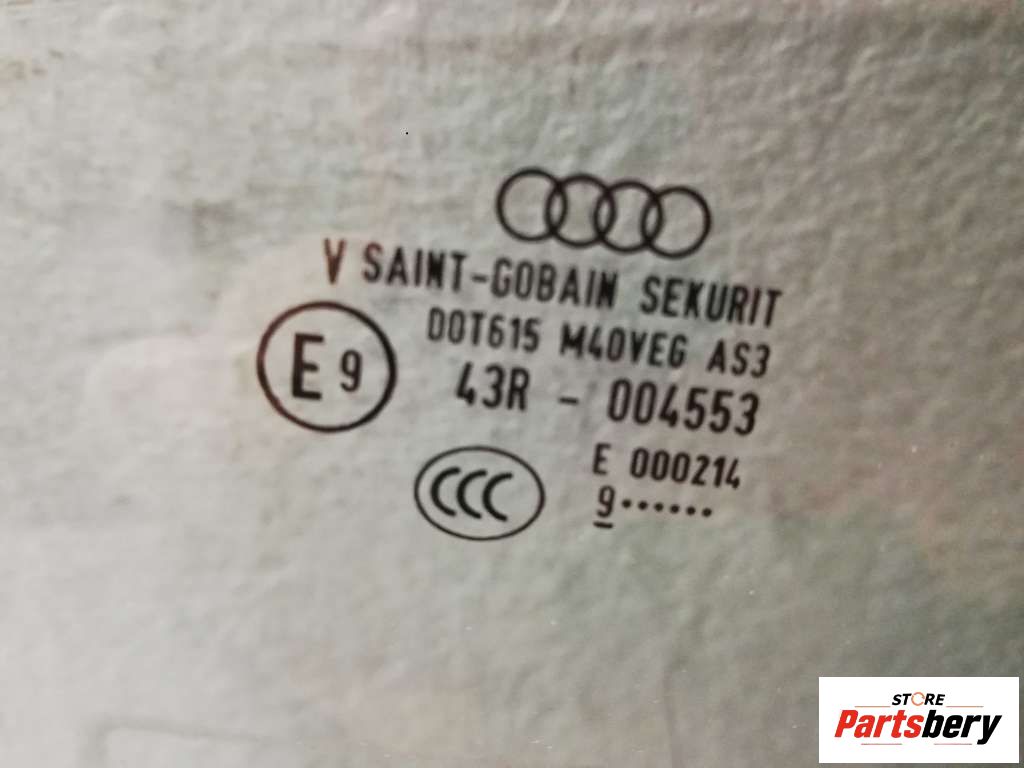 V SAINT-GOBAIN SEKURIT
DOT615 M40VEG AS3
E 9
43R - 004553
CCC
E 000214
9······
STORE
Partsbery